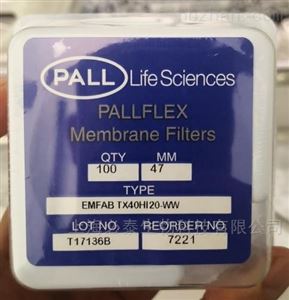 PALL Life Sciences
PALLFLEX
Membrane Filters
QTY MM
100 47
TYPE
EMFAB TX40HI20-WW
LOT NO. REORDER NO.
T17136B 7221